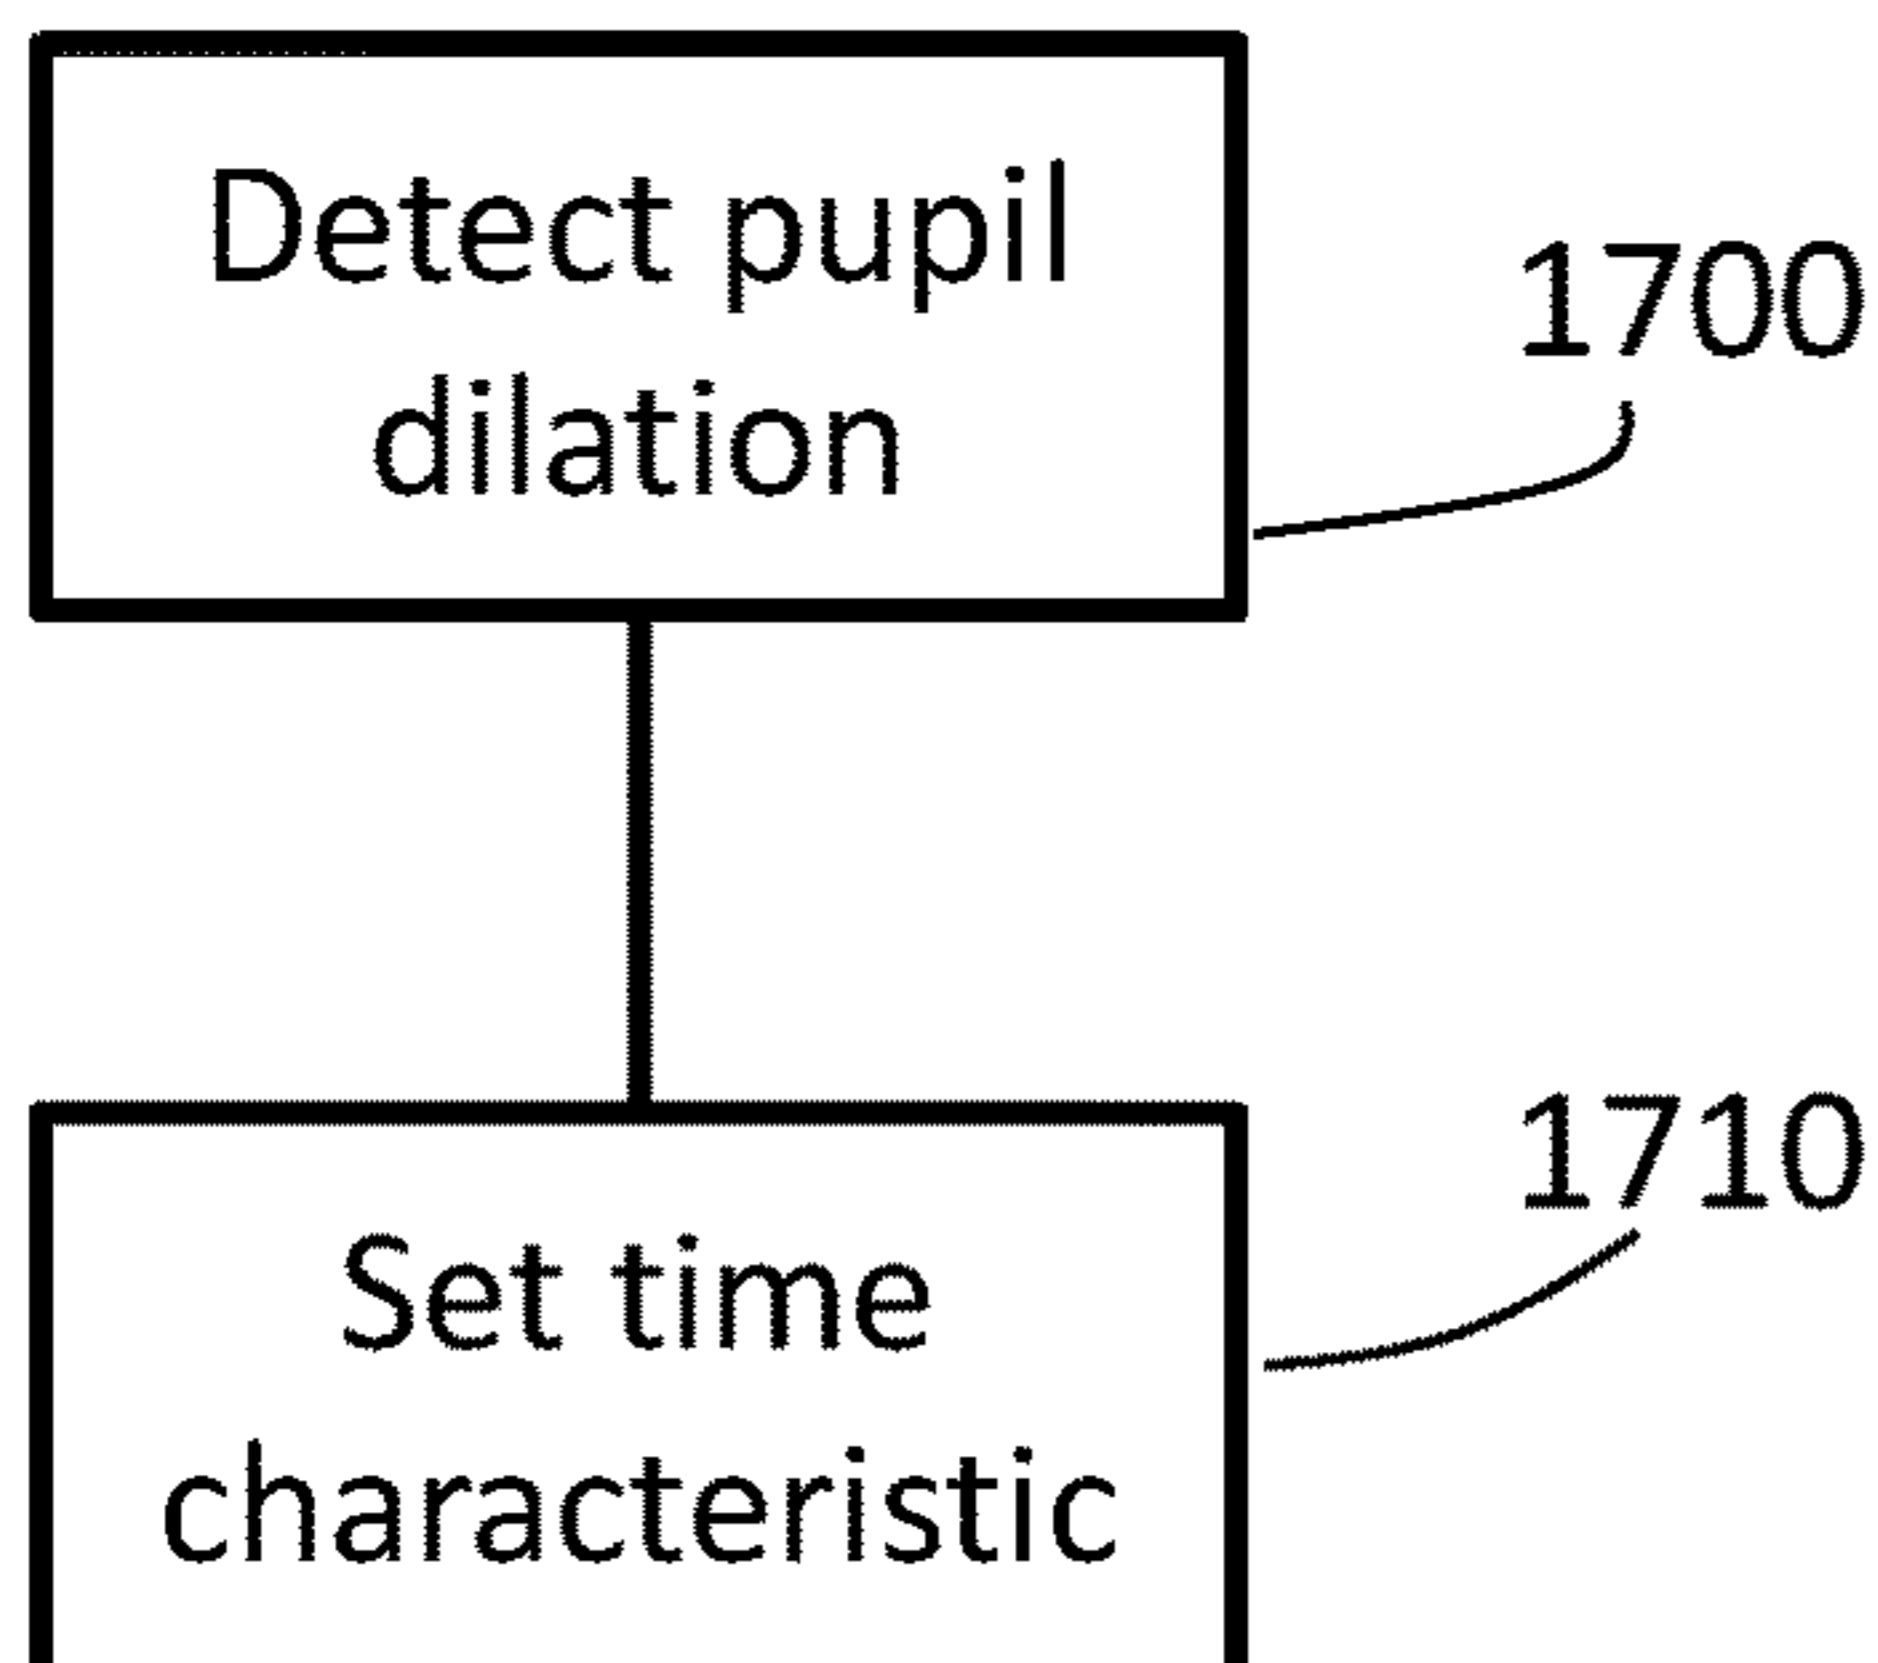 Detect pupil
dilation
1700
1710
Set time
characteristic